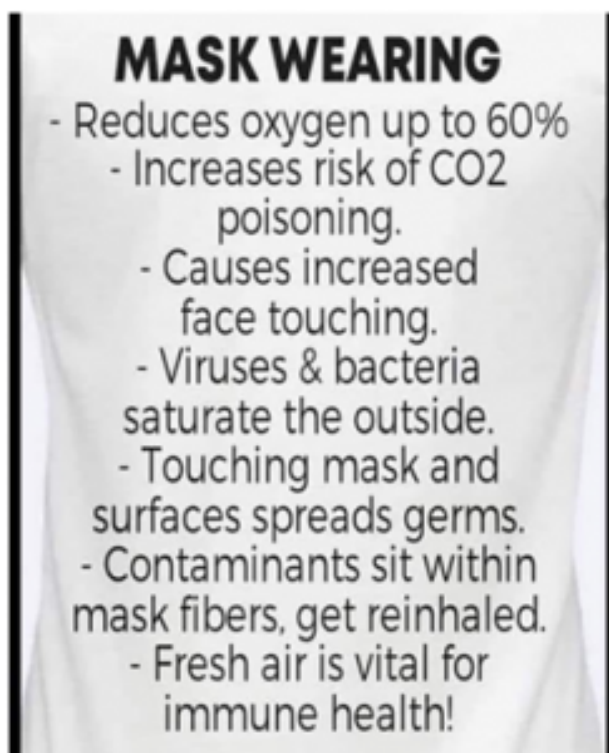 MASK WEARING
- Reduces oxygen up to 60%
- Increases risk of CO2
poisoning.
- Causes increased
face touching.
- Viruses & bacteria
saturate the outside.
- Touching mask and
surfaces spreads germs.
- Contaminants sit within
mask fibers, get reinhaled.
- Fresh air is vital for
immune health!